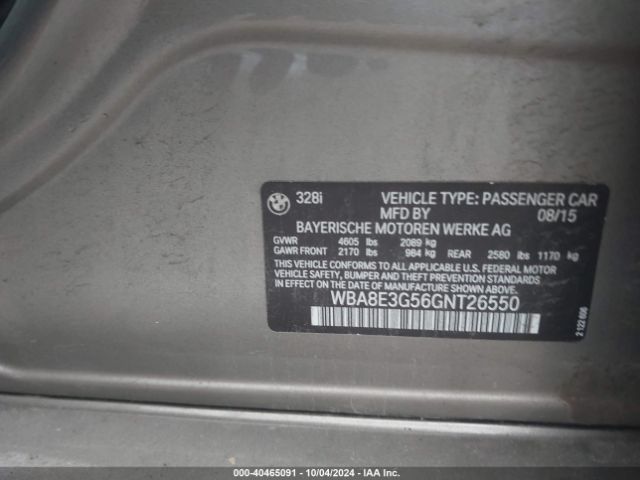 328i VEHICLE TYPE: PASSENGER CAR
MFD BY 08/15
BAYERISCHE MOTOREN WERKE AG
GVWR 4605 lbs 2089 kg
GAWR FRONT 2170 lbs 984 kg REAR 2580 lbs 1170 kg
THIS VEHICLE CONFORMS TO ALL APPLICABLE U.S. FEDERAL MOTOR
VEHICLE SAFETY, BUMPER AND THEFT PREVENTION STANDARDS IN
EFFECT ON THE DATE OF MANUFACTURE SHOWN ABOVE.
WBA8E3G56GNT26550
2 122 606
000-40465091 - 10/04/2024 - IAA Inc.